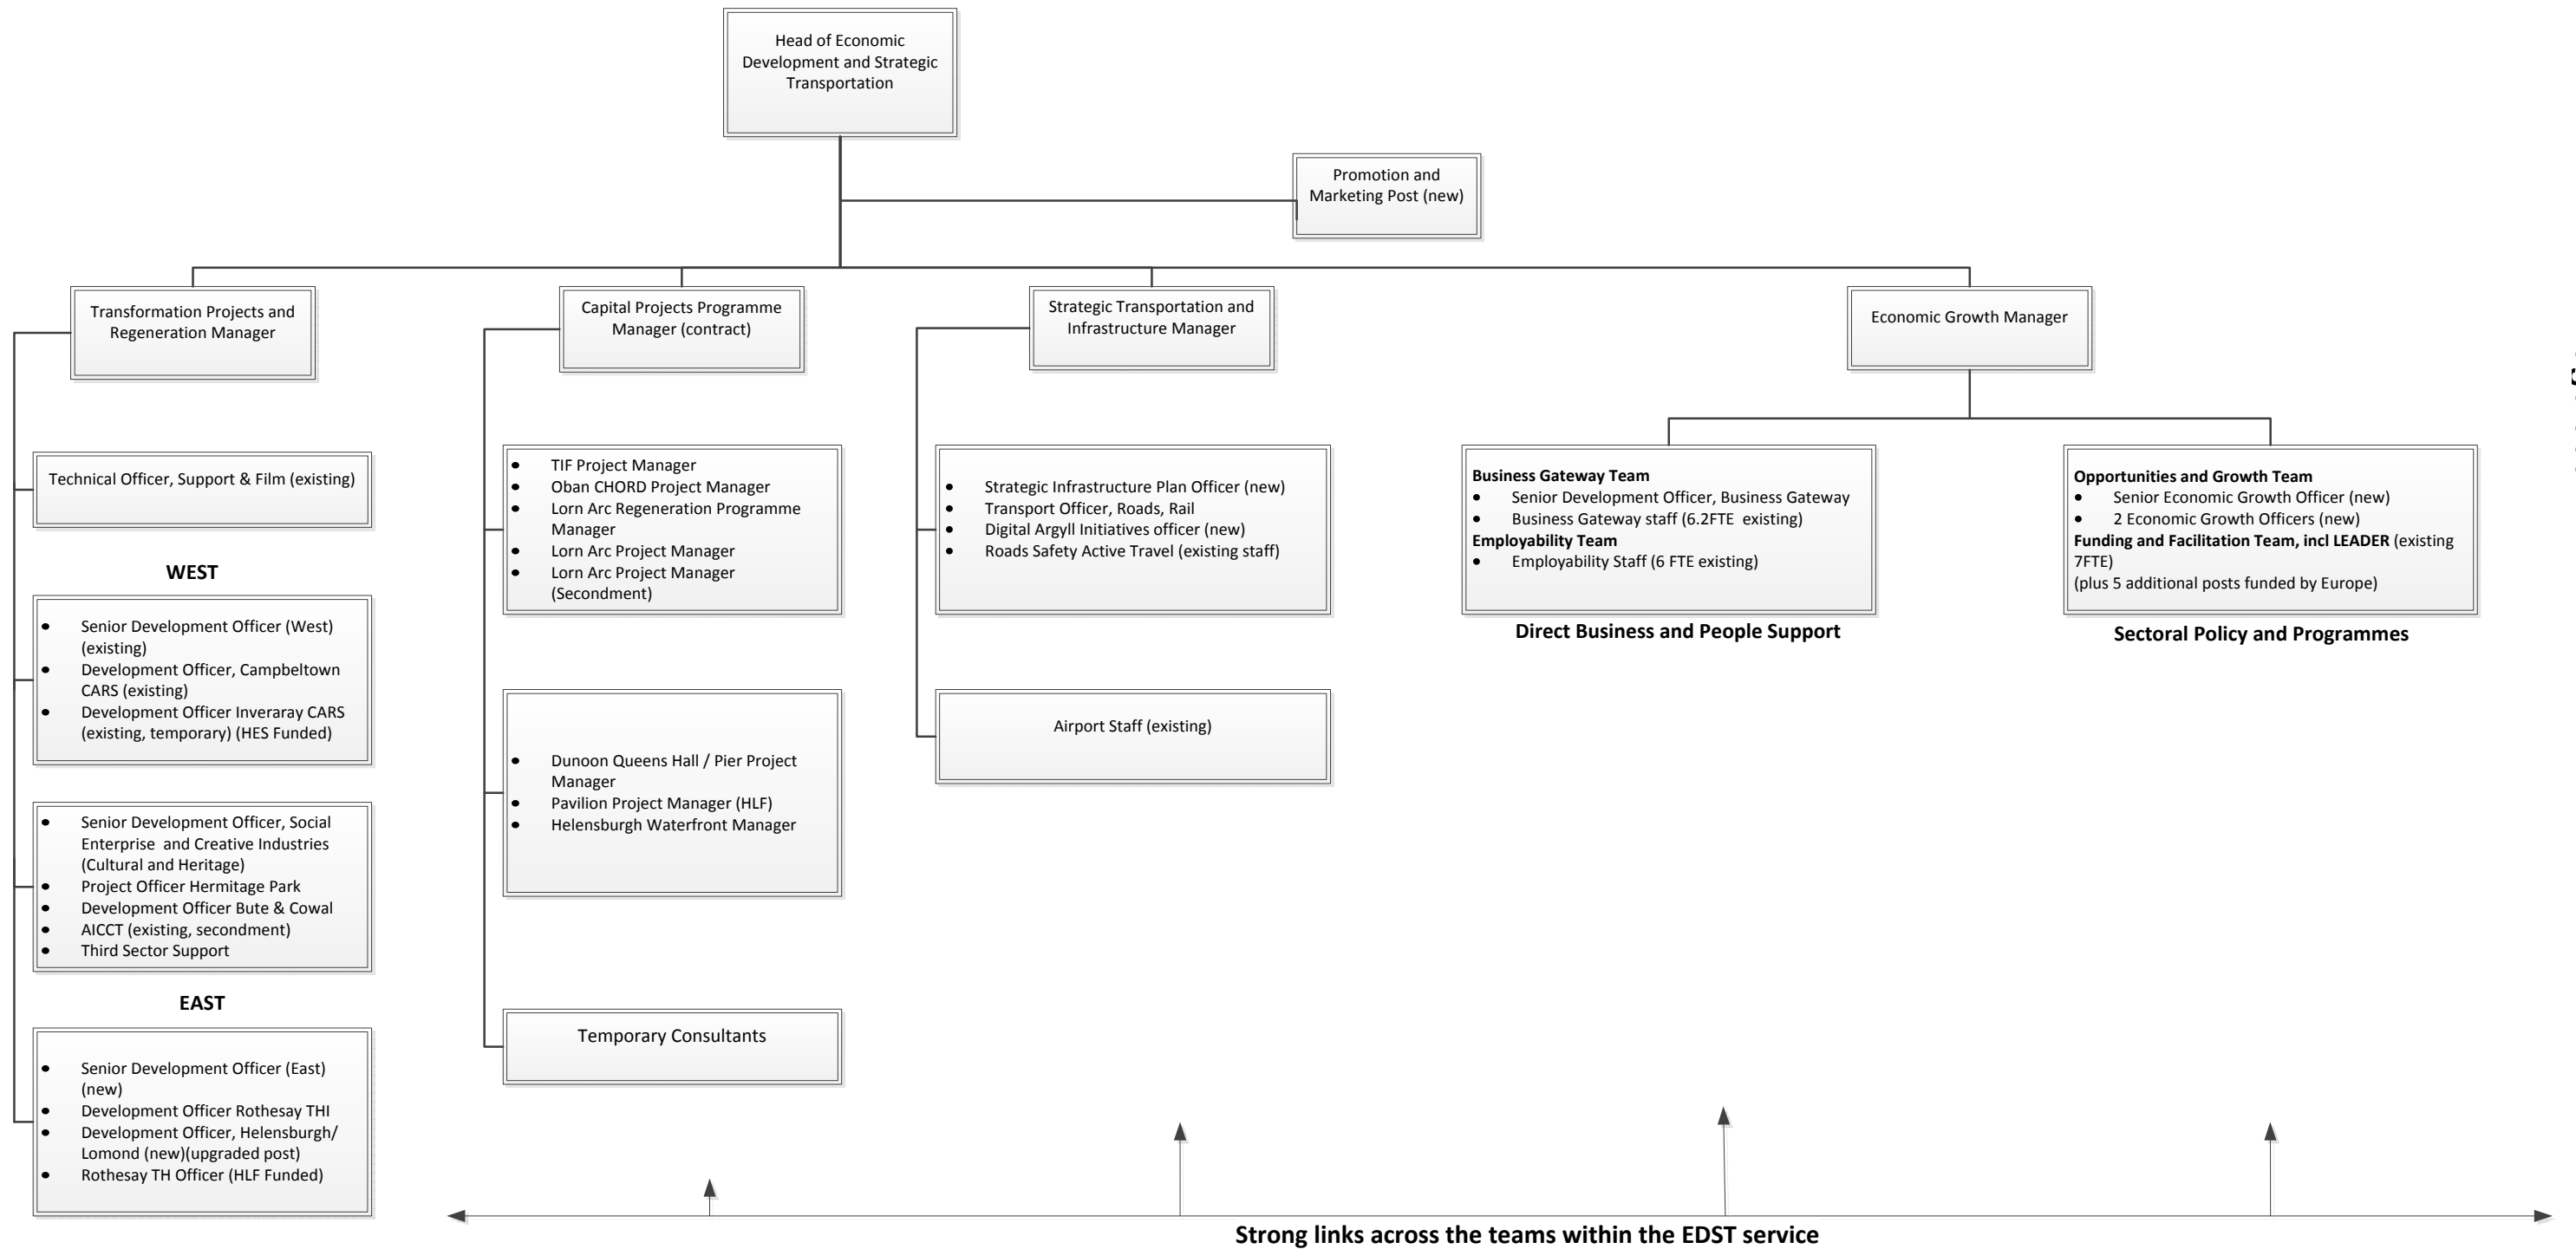 Head of Economic
Development and Strategic
Transportation
Promotion and
Marketing Post (new)
Transformation Projects and
Regeneration Manager
Capital Projects Programme
Manager (contract)
Strategic Transportation and
Infrastructure Manager
Economic Growth Manager
Technical Officer, Support & Film (existing)
WEST
• Senior Development Officer (West)
(existing)
• Development Officer, Campbeltown
CARS (existing)
• Development Officer Inveraray CARS
(existing, temporary) (HES Funded)
• Senior Development Officer, Social
Enterprise and Creative Industries
(Cultural and Heritage)
• Project Officer Hermitage Park
• Development Officer Bute & Cowal
• AICCT (existing, secondment)
• Third Sector Support
EAST
• Senior Development Officer (East)
(new)
• Development Officer Rothesay THI
• Development Officer, Helensburgh/
Lomond (new)(upgraded post)
• Rothesay TH Officer (HLF Funded)
• TIF Project Manager
• Oban CHORD Project Manager
• Lorn Arc Regeneration Programme
Manager
• Lorn Arc Project Manager
• Lorn Arc Project Manager
(Secondment)
• Dunoon Queens Hall / Pier Project
Manager
• Pavilion Project Manager (HLF)
• Helensburgh Waterfront Manager
Temporary Consultants
• Strategic Infrastructure Plan Officer (new)
• Transport Officer, Roads, Rail
• Digital Argyll Initiatives officer (new)
• Roads Safety Active Travel (existing staff)
Airport Staff (existing)
Business Gateway Team
• Senior Development Officer, Business Gateway
• Business Gateway staff (6.2FTE existing)
Employability Team
• Employability Staff (6 FTE existing)
Direct Business and People Support
Opportunities and Growth Team
• Senior Economic Growth Officer (new)
• 2 Economic Growth Officers (new)
Funding and Facilitation Team, incl LEADER (existing
7FTE)
(plus 5 additional posts funded by Europe)
Sectoral Policy and Programmes
Strong links across the teams within the EDST service